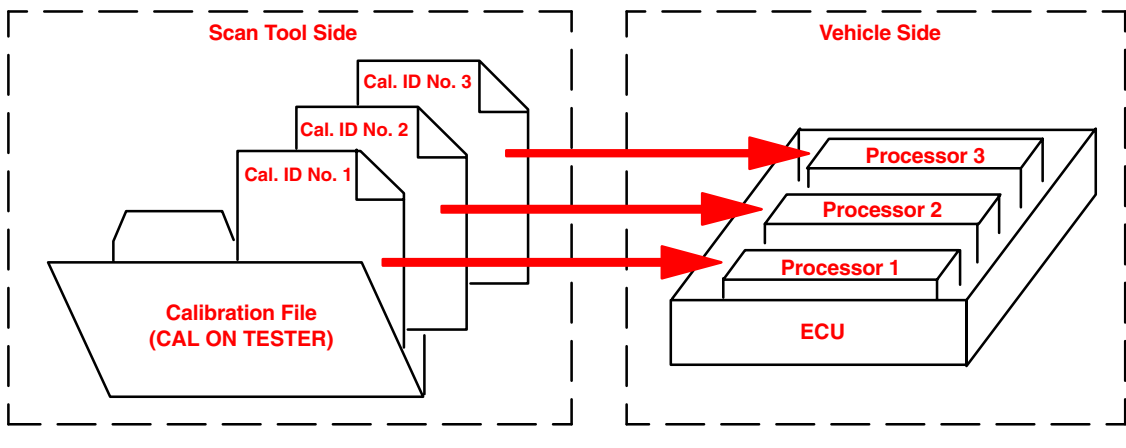 Scan Tool Side
Cal. ID No. 3
Cal. ID No. 2
Cal. ID No. 1
Calibration File
(CAL ON TESTER)
Vehicle Side
Processor 3
Processor 2
Processor 1
ECU